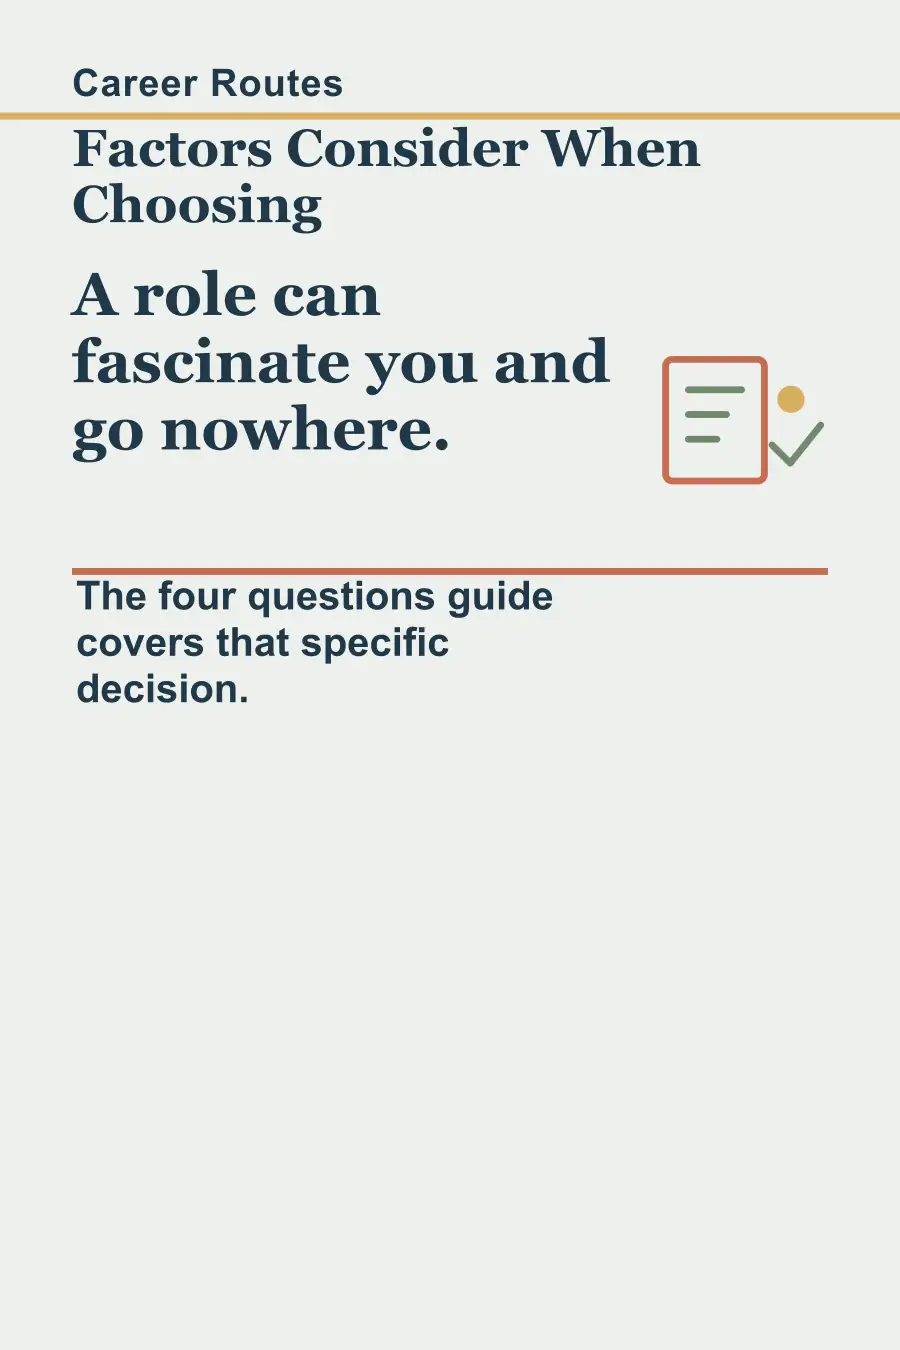 Career Routes
Factors Consider When
Choosing
A role can
fascinate you and
go nowhere.
The four questions guide
covers that specific
decision.